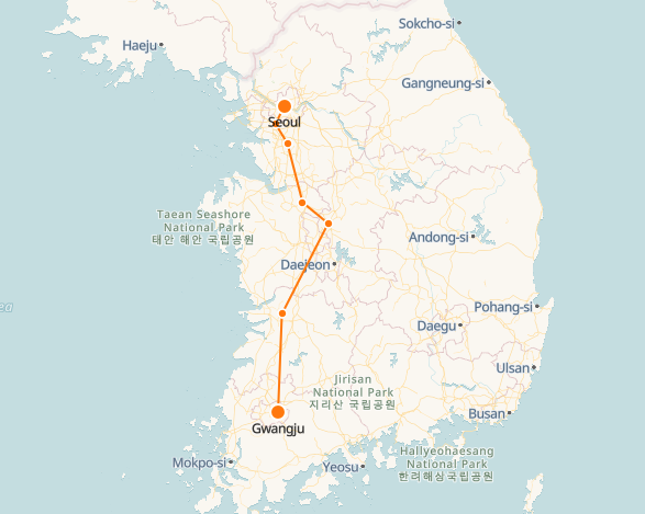 Sokcho-si
Haeju
Gangneung-si
Seoul
Taean Seashore
National Park
태안 해안 국립공원
Andong-si
Daejeon
ea
Pohang-si
Daegu
Ulsan
Jirisan
National Park
지리산 국립공원
Busan
Gwangju
Hallyeohaesang
National Park
한려해상국립공원
Mokpo-si
Yeosu